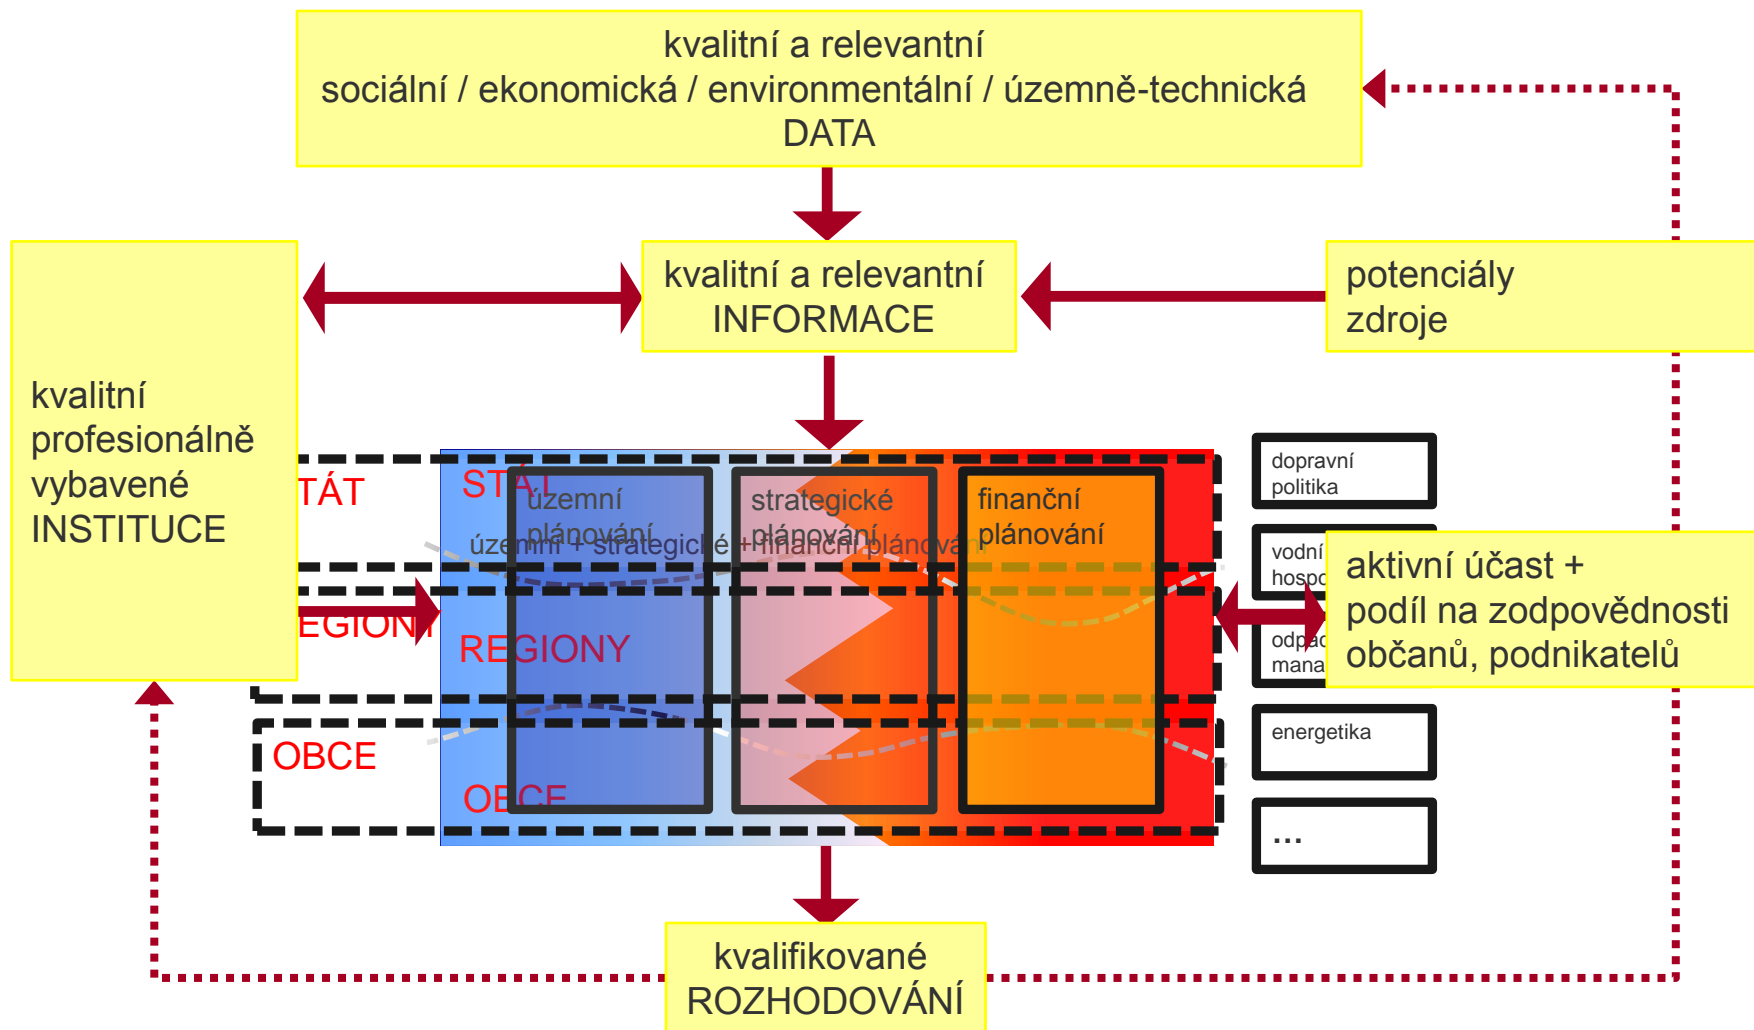 kvalitní a relevantní
sociální / ekonomická / environmentální / územně-technická
DATA
kvalitní a relevantní
INFORMACE
potenciály
zdroje
kvalitní
profesionálně
vybavené
INSTITUCE
TÁT
STÁT
územní
plánování
strategické
plánování
finanční
plánování
územní + strategické + finanční plánování
dopravní
politika
vodní
aktivní účast +
podíl na zodpovědnosti
občanů, podnikatelů
EGIONY
REGIONY
OBCE
OBCE
energetika
...
kvalifikované
ROZHODOVÁNÍ